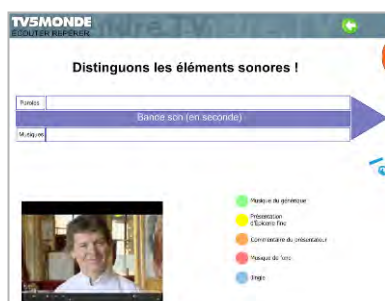 TV5MONDE
ÉCOUTER REPÉRER
Distinguons les éléments sonores !
Paroles
Bande son (en seconde)
Musiques
Musique du générique
Présentation
d'Épicerie fine
Commentaire du présentateur
Musique de fond
Jingle